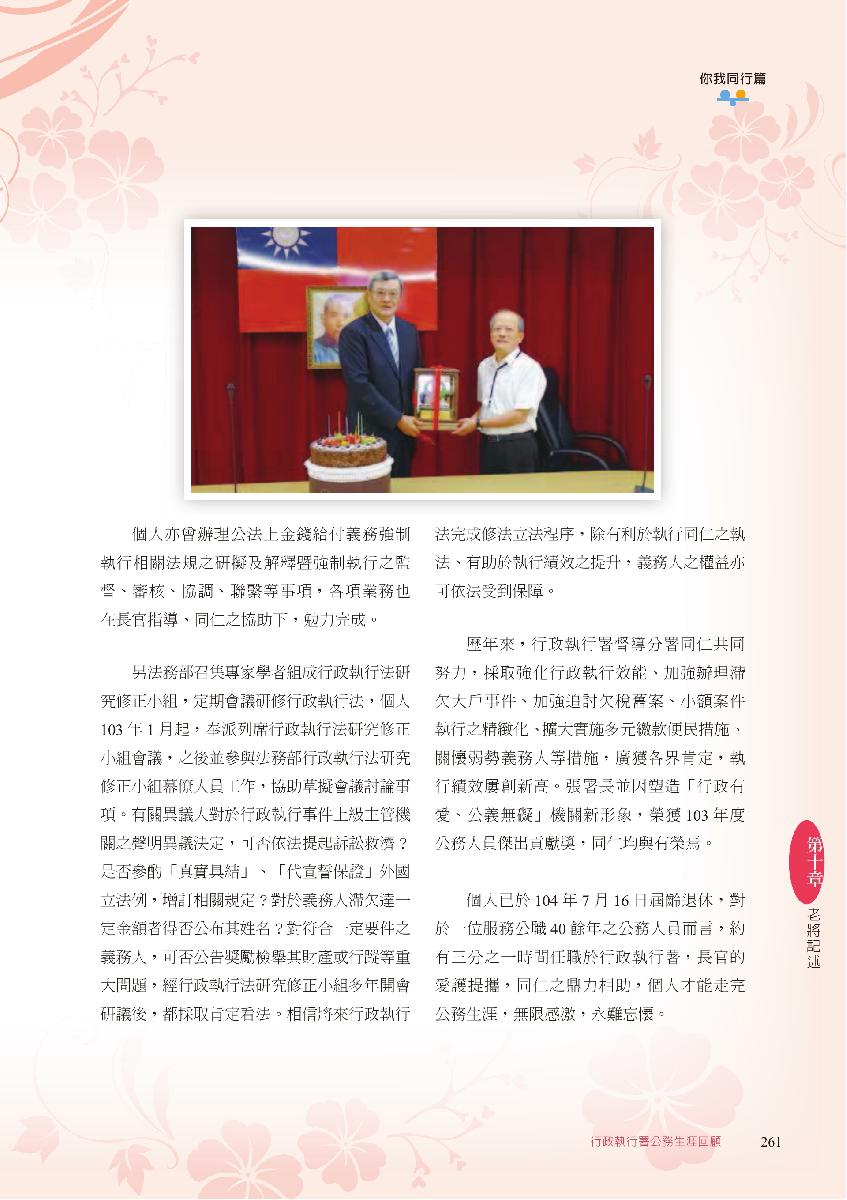 你我同行篇
個人亦曾辦理公法上金錢給付義務強制
執行相關法規之研擬及解釋暨強制執行之監
督、審核、協調、聯繫等事項，各項業務也
在長官指導、同仁之協助下，勉力完成。
另法務部召集專家學者組成行政執行法研
究修正小組，定期會議研修行政執行法，個人
103 年 1 月起，奉派列席行政執行法研究修正
小組會議，之後並參與法務部行政執行法研究
修正小組幕僚人員工作，協助草擬會議討論事
項。有關異議人對於行政執行事件上級主管機
關之聲明異議決定，可否依法提起訴訟救濟？
是否參酌「真實具結」、「代宣誓保證」外國
立法例，增訂相關規定？對於義務人滯欠達一
定金額者得否公布其姓名？對符合一定要件之
義務人，可否公告獎勵檢舉其財產或行蹤等重
大問題，經行政執行法研究修正小組多年開會
研議後，都採取肯定看法。相信將來行政執行
法完成修法立法程序，除有利於執行同仁之執
法、有助於執行績效之提升，義務人之權益亦
可依法受到保障。
歷年來，行政執行署督導分署同仁共同
努力，採取強化行政執行效能、加強辦理滯
欠大戶事件、加強追討欠稅舊案、小額案件
執行之精緻化、擴大實施多元繳款便民措施、
關懷弱勢義務人等措施，廣獲各界肯定，執
行績效屢創新高。張署長並因塑造「行政有
愛、公義無礙」機關新形象，榮獲 103 年度
公務人員傑出貢獻獎，同仁均與有榮焉。
個人已於 104 年 7 月 16 日屆齡退休，對
於一位服務公職 40 餘年之公務人員而言，約
有三分之一時間任職於行政執行署，長官的
愛護提攜，同仁之鼎力相助，個人才能走完
公務生涯，無限感激，永難忘懷。
第十章
老將記述
行政執行署公務生涯回顧
261